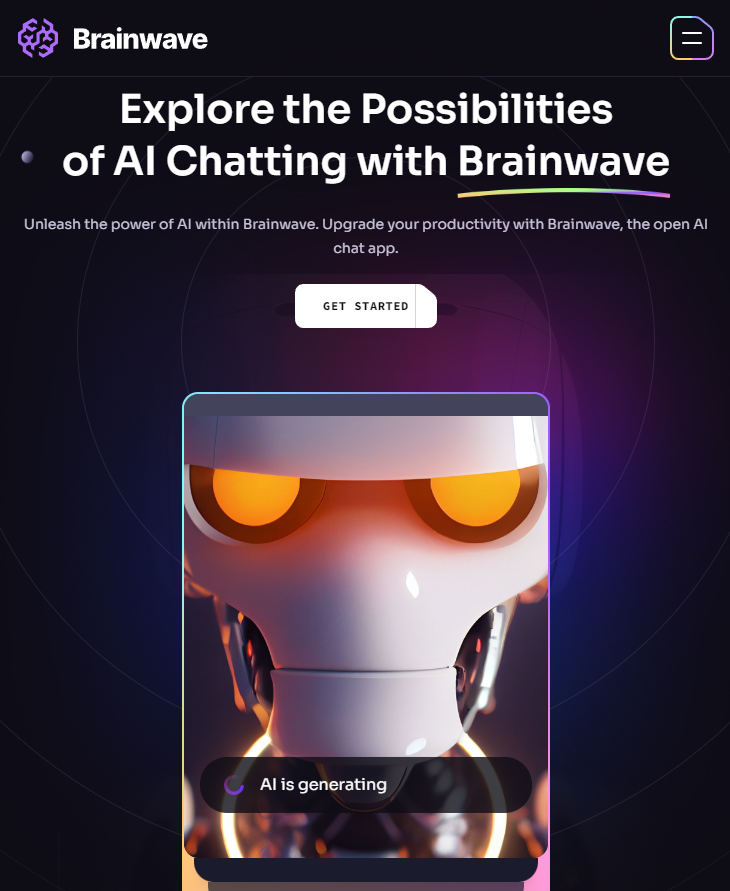 Brainwave
Explore the Possibilities
of AI Chatting with Brainwave
Unleash the power of AI within Brainwave. Upgrade your productivity with Brainwave, the open AI
chat app.
GET STARTED
AI is generating